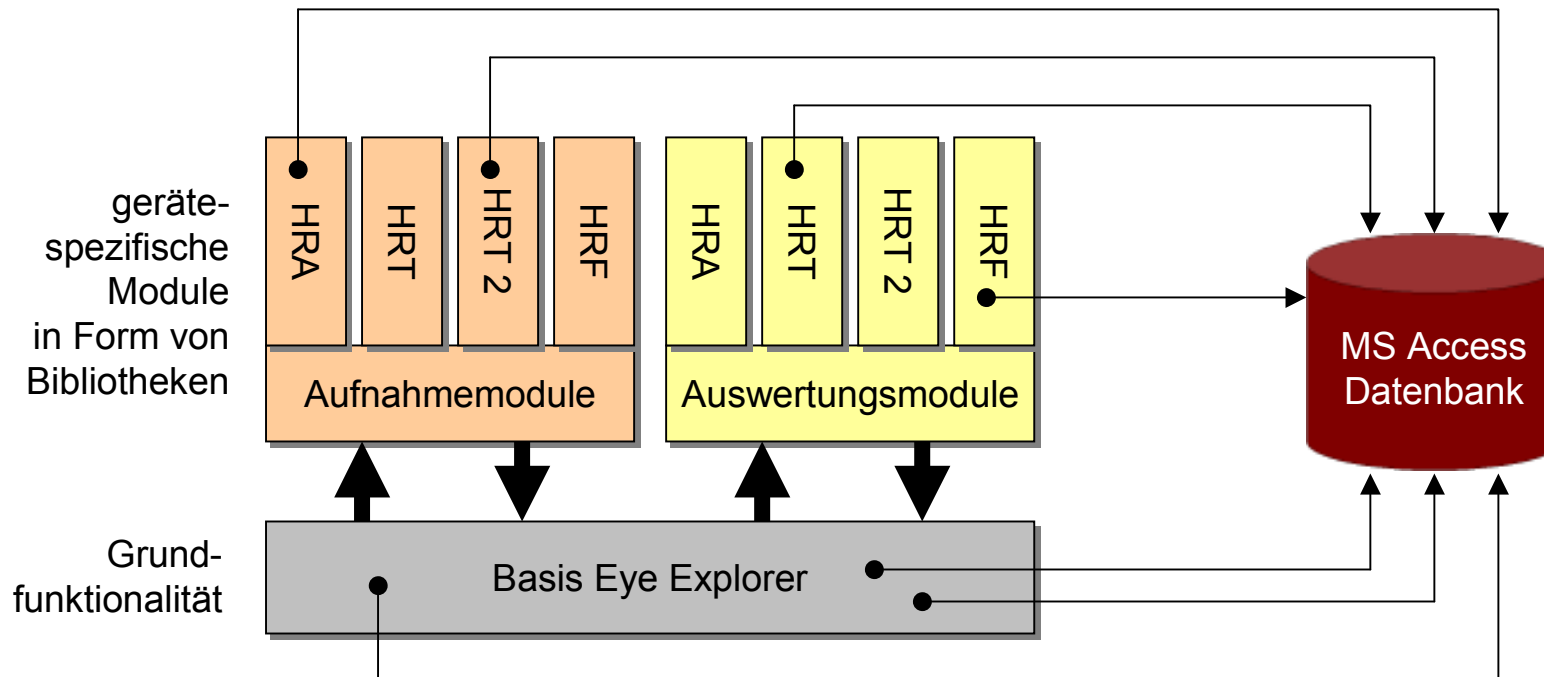 geräte-
spezifische
Module
in Form von
Bibliotheken
HRA
HRT
HRT 2
HRF
Aufnahmemodule
HRA
HRT
HRT 2
HRF
Auswertungsmodule
MS Access
Datenbank
Grund-
funktionalität
Basis Eye Explorer